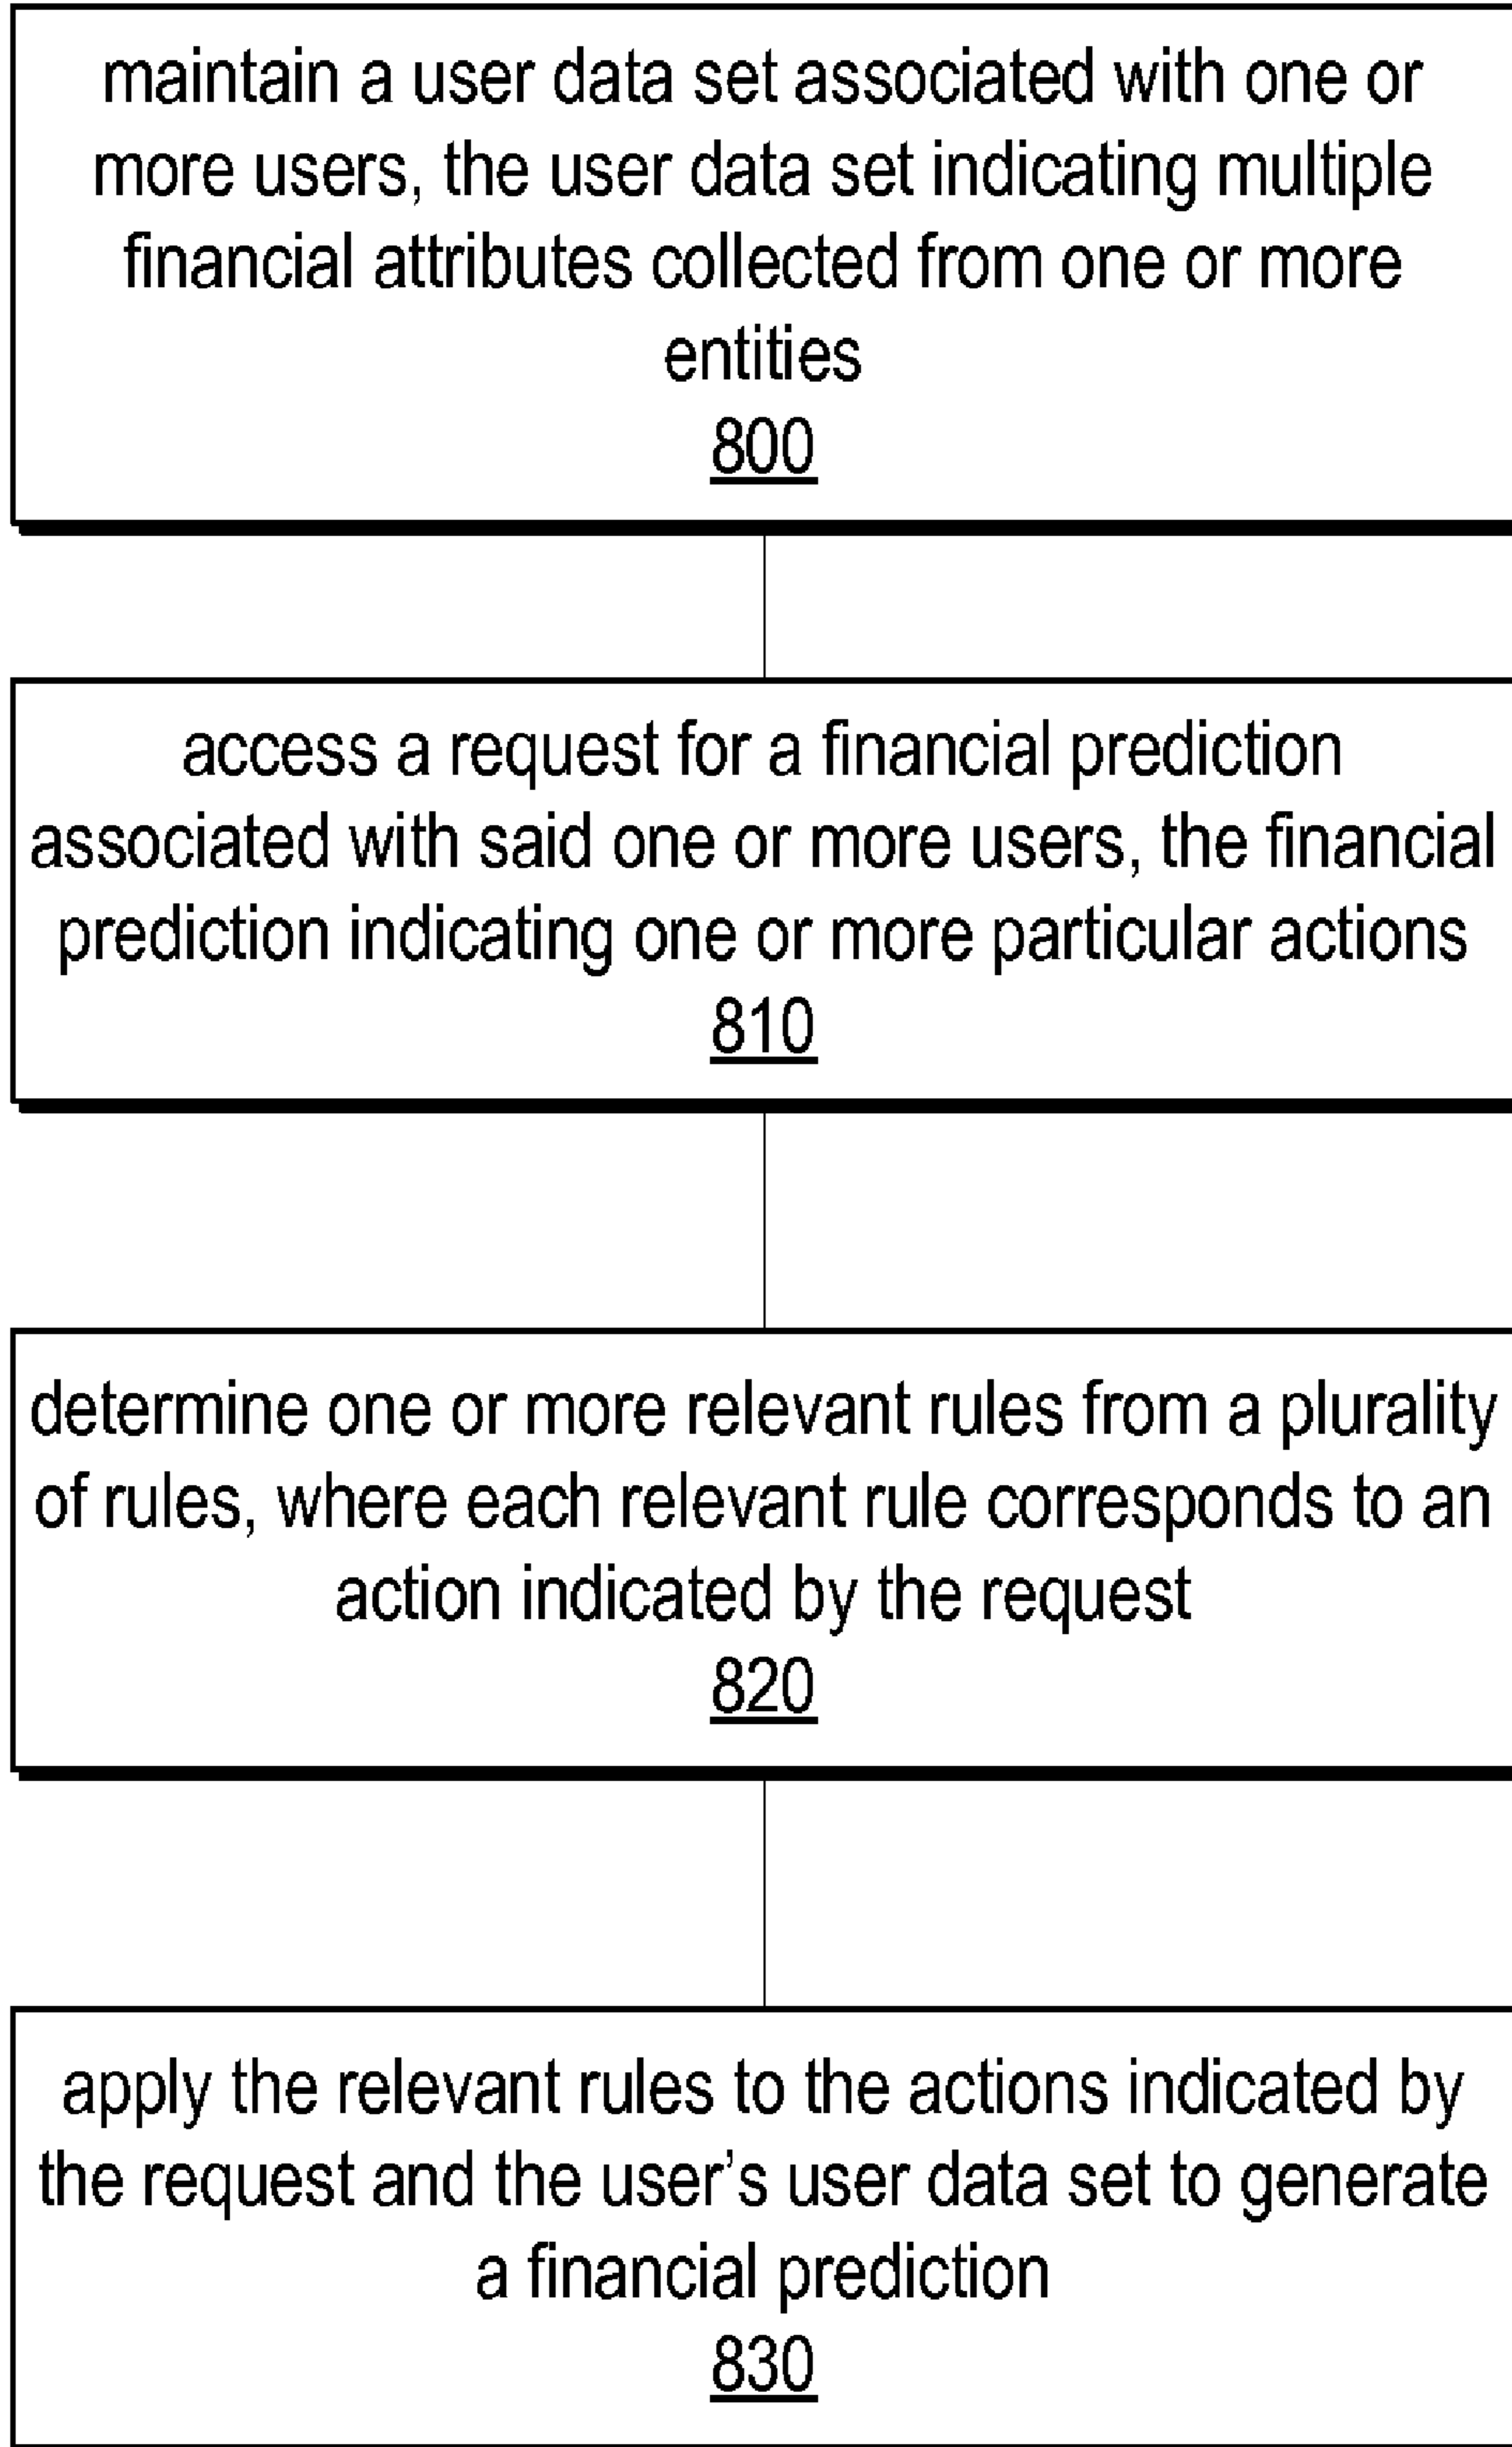 maintain a user data set associated with one or
more users, the user data set indicating multiple
financial attributes collected from one or more
entities
800
access a request for a financial prediction
associated with said one or more users, the financial
prediction indicating one or more particular actions
810
determine one or more relevant rules from a plurality
of rules, where each relevant rule corresponds to an
action indicated by the request
820
apply the relevant rules to the actions indicated by
the request and the user's user data set to generate
a financial prediction
830